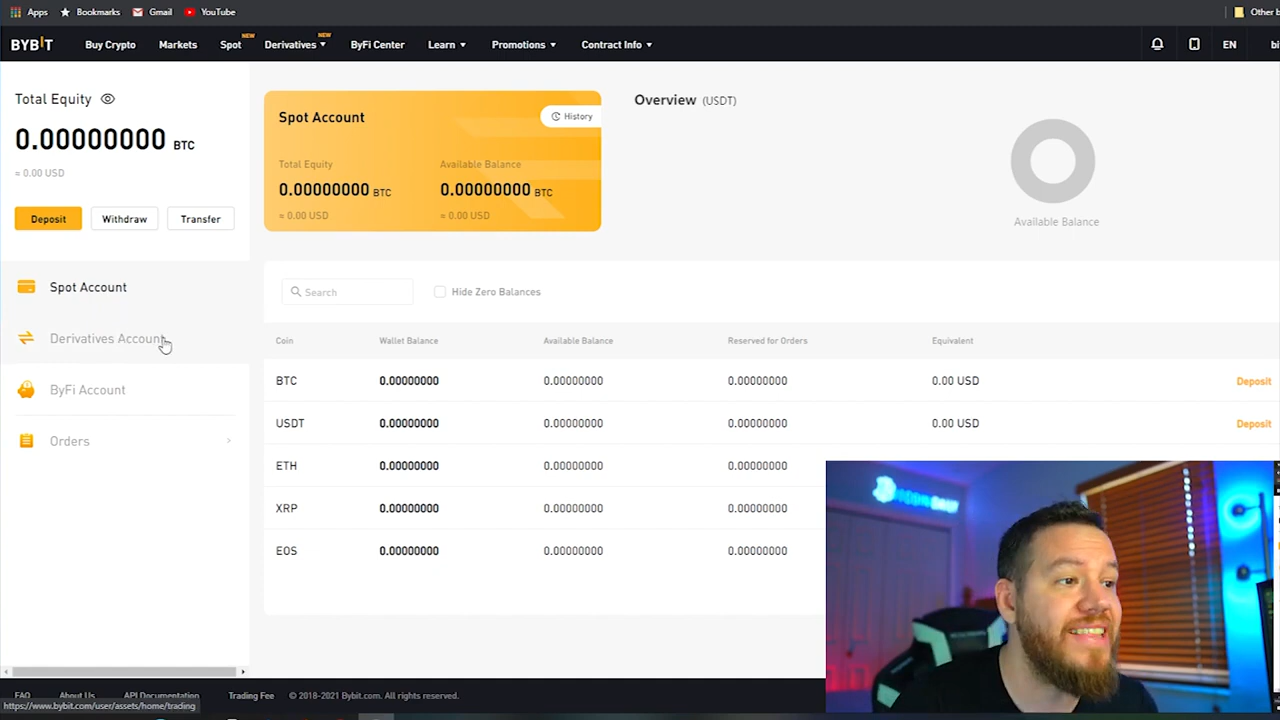 Apps Bookmarks Gmail YouTube Other b
BYBIT Buy Crypto Markets Spot NEW Derivatives NEW ByFi Center Learn Promotions Contract Info EN bi
Total Equity
0.00000000 BTC
≈ 0.00 USD
Deposit Withdraw Transfer
Spot Account
Derivatives Account
ByFi Account
Orders
Spot Account History
Total Equity Available Balance
0.00000000 BTC 0.00000000 BTC
≈ 0.00 USD ≈ 0.00 USD
Overview (USDT)
Available Balance
Search Hide Zero Balances
Coin Wallet Balance Available Balance Reserved for Orders Equivalent
BTC 0.00000000 0.00000000 0.00000000 0.00 USD Deposit
USDT 0.00000000 0.00000000 0.00000000 0.00 USD Deposit
ETH 0.00000000 0.00000000 0.00000000
XRP 0.00000000 0.00000000 0.00000000
EOS 0.00000000 0.00000000 0.00000000
FAQ About Us API Documentation Trading Fee © 2018-2021 Bybit.com. All rights reserved.
https://www.bybit.com/user/assets/home/trading